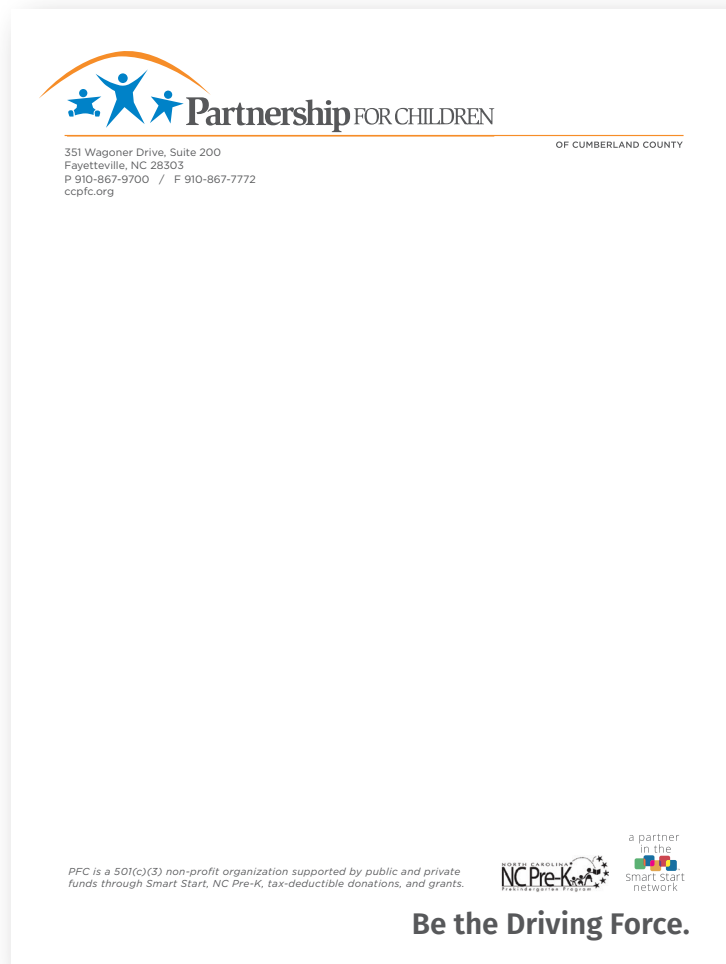 Partnership FOR CHILDREN
OF CUMBERLAND COUNTY
351 Wagoner Drive, Suite 200
Fayetteville, NC 28303
P 910-867-9700 / F 910-867-7772
ccpfc.org
PFC is a 501(c)(3) non-profit organization supported by public and private
funds through Smart Start, NC Pre-K, tax-deductible donations, and grants.
NORTH CAROLINA
NC Pre-K
Prekindergarten Program
a partner
in the
smart start
network
Be the Driving Force.